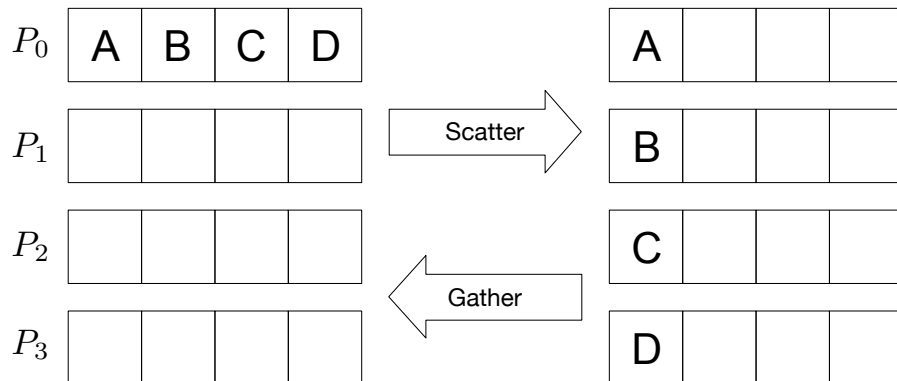 P₀ A B C D A
Scatter
P₁ B
P₂ C
Gather
P₃ D